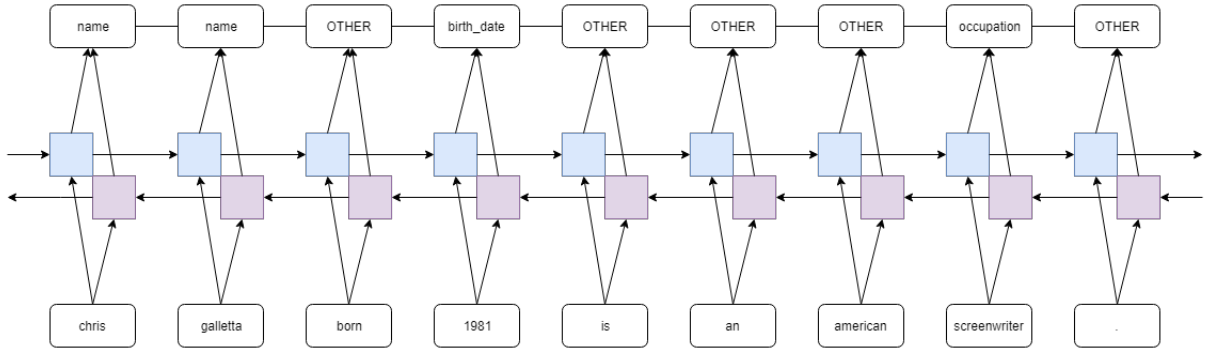 name name OTHER birth_date OTHER OTHER OTHER occupation OTHER
chris galletta born 1981 is an american screenwriter .